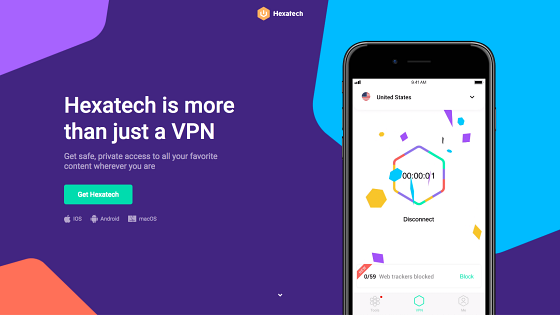 Hexatech
Hexatech is more
than just a VPN
Get safe, private access to all your favorite
content wherever you are
Get Hexatech
iOS
Android
macOS
9:41 AM
United States
00:00:01
Disconnect
0/59 Web trackers blocked
Block
Tools
VPN
Me